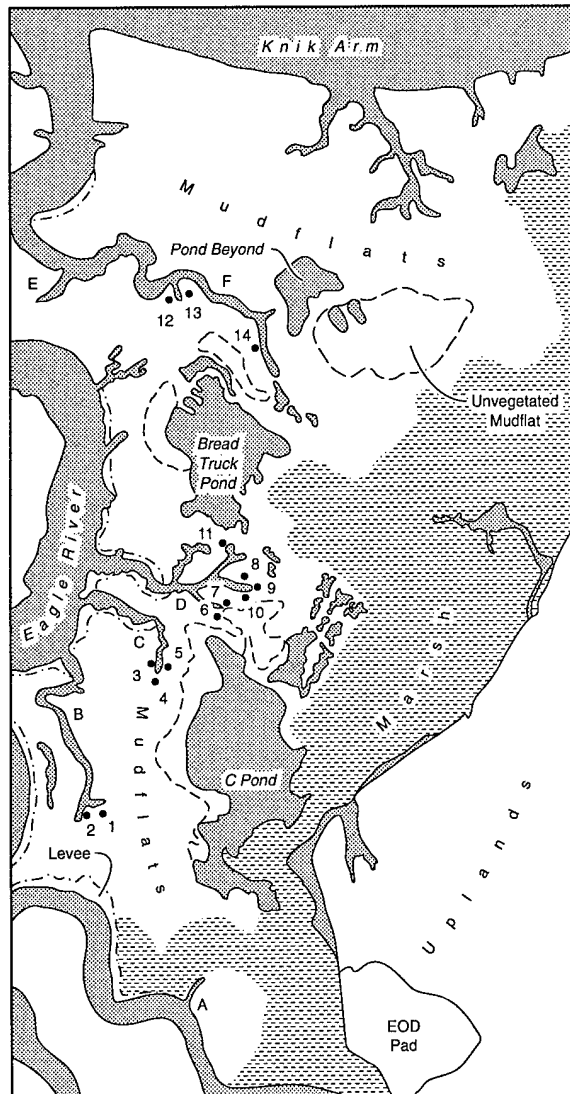 Knik Arm
Mudflats
Pond Beyond
E
F
12
13
14
Unvegetated
Mudflat
Bread
Truck
Pond
Eagle River
11
8
9
D
7
10
6
C
5
3
4
Marsh
B
Mudflats
C Pond
2
1
Levee
Uplands
A
EOD
Pad